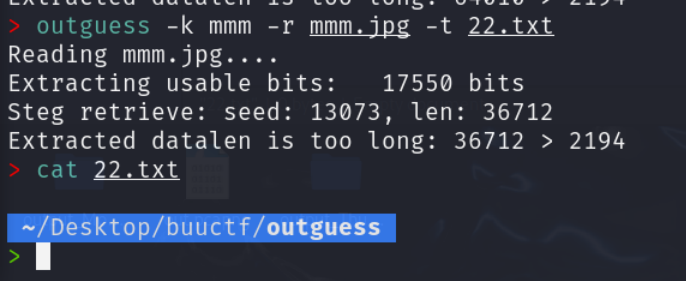 Extracted datalen is too long: 64010 > 2194
> outguess -k mmm -r mmm.jpg -t 22.txt
Reading mmm.jpg....
Extracting usable bits:   17550 bits
Steg retrieve: seed: 13073, len: 36712
Extracted datalen is too long: 36712 > 2194
> cat 22.txt
~/Desktop/buuctf/outguess
>